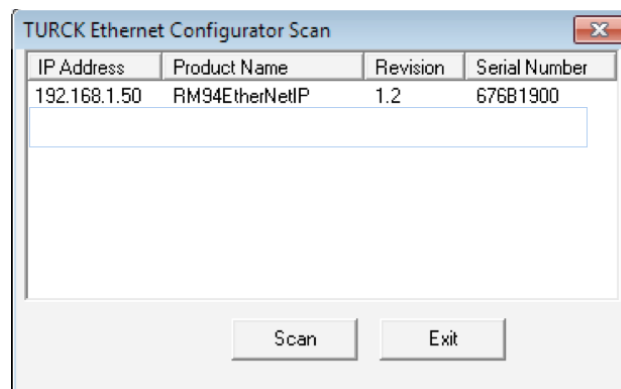 TURCK Ethernet Configurator Scan
IP Address Product Name Revision Serial Number
192.168.1.50 RM94EtherNetIP 1.2 676B1900
Scan Exit